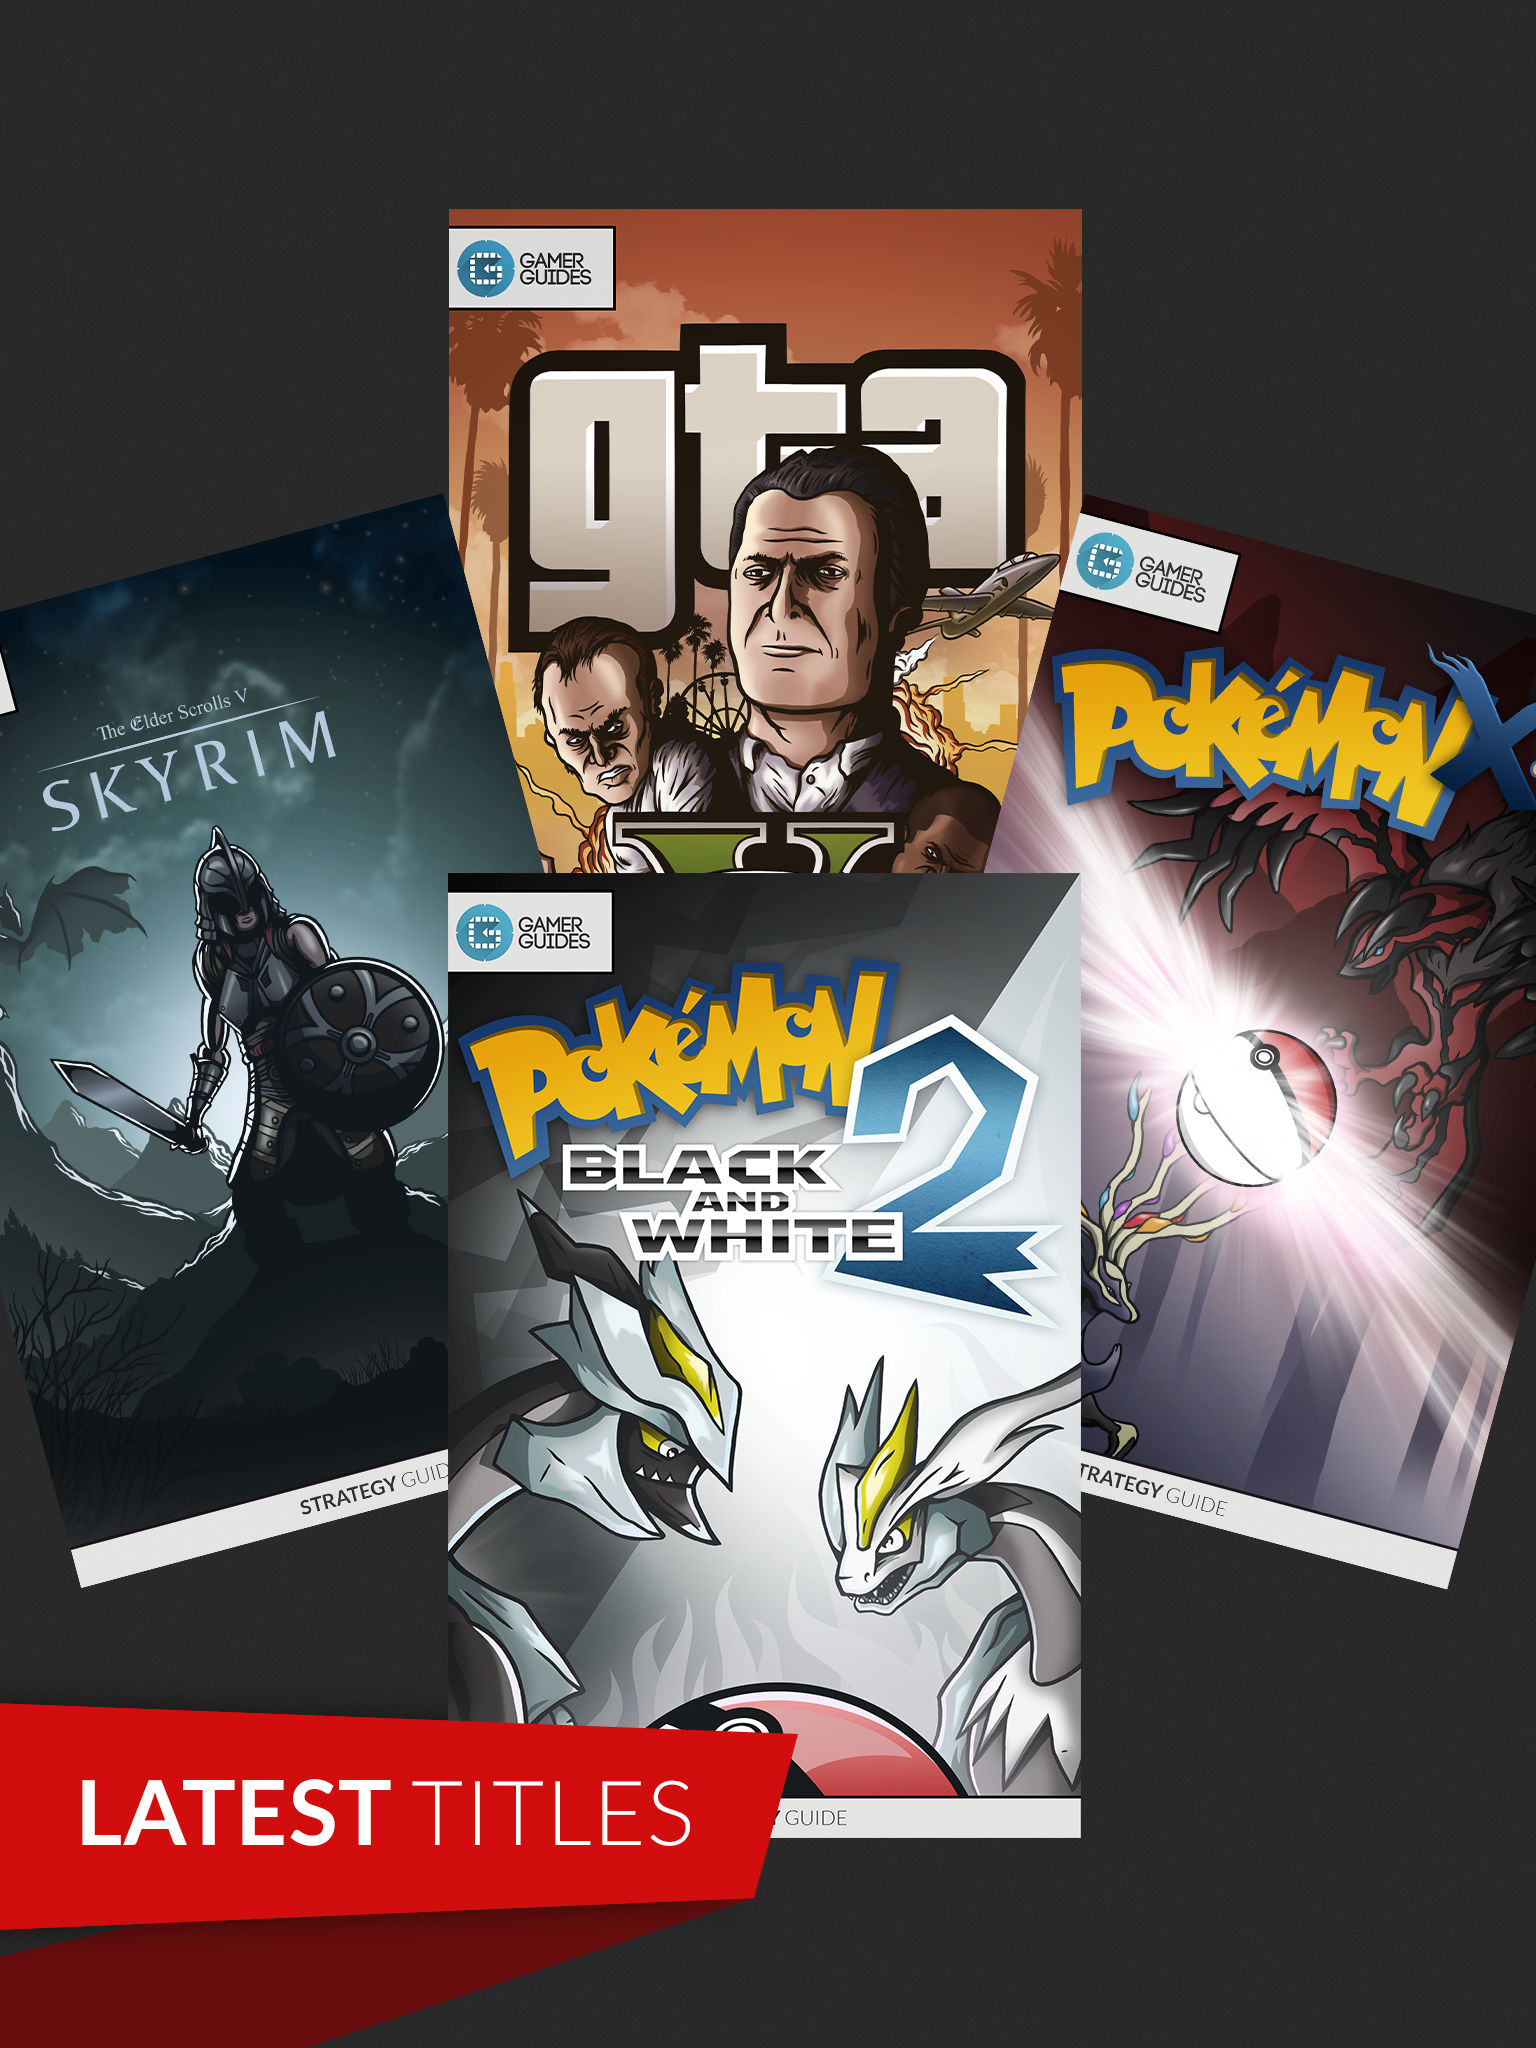 GAMER
GUIDES
gta
V
The Elder Scrolls V
SKYRIM
STRATEGY GUID
GAMER
GUIDES
POKéMON X
TRATEGY GUIDE
GAMER
GUIDES
POKéMON
2
BLACK
AND
WHITE
Y GUIDE
LATEST TITLES